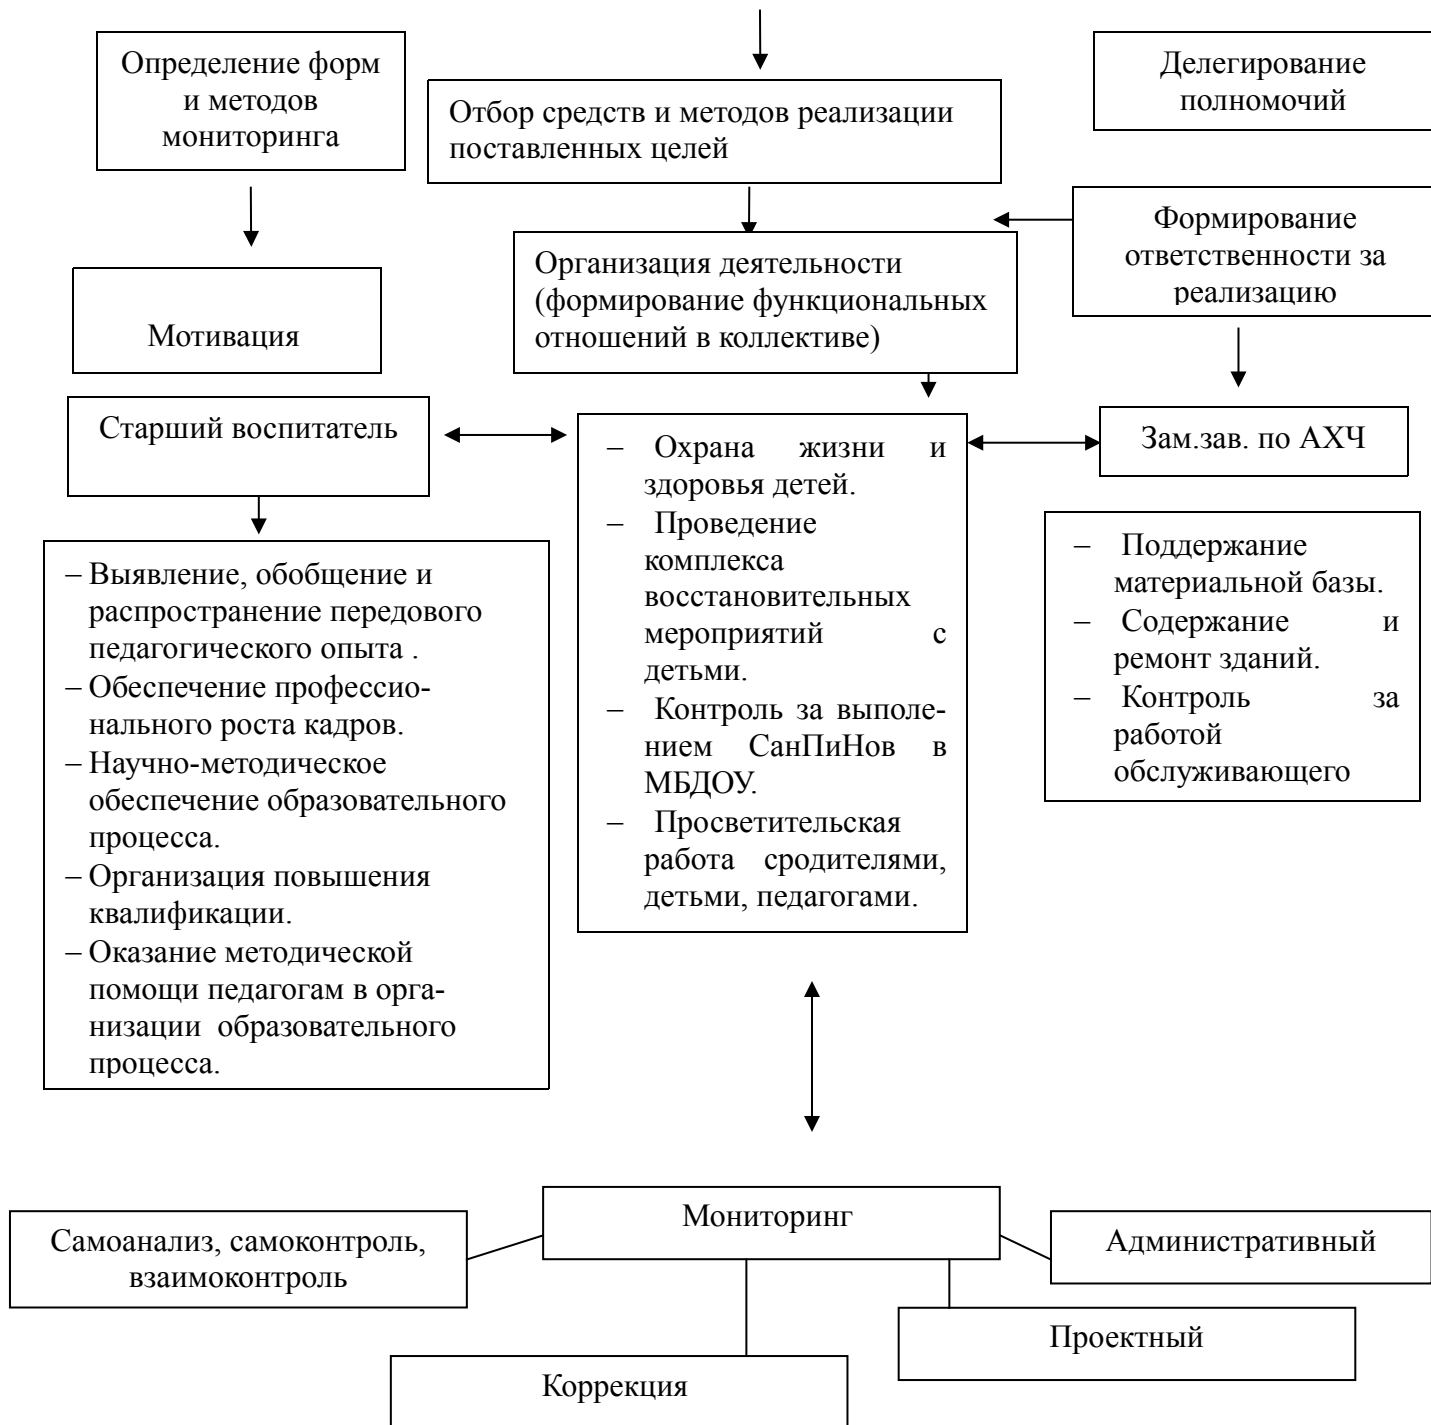 Определение форм
и методов
мониторинга
Отбор средств и методов реализации
поставленных целей
Делегирование
полномочий
Мотивация
Организация деятельности
(формирование функциональных
отношений в коллективе)
Формирование
ответственности за
реализацию
Старший воспитатель
– Охрана жизни и
здоровья детей.
– Проведение
комплекса
восстановительных
мероприятий с
детьми.
– Контроль за выполе-
нием СанПиНов в
МБДОУ.
– Просветительская
работа сродителями,
детьми, педагогами.
Зам.зав. по АХЧ
– Выявление, обобщение и
распространение передового
педагогического опыта .
– Обеспечение профессио-
нального роста кадров.
– Научно-методическое
обеспечение образовательного
процесса.
– Организация повышения
квалификации.
– Оказание методической
помощи педагогам в орга-
низации образовательного
процесса.
– Поддержание
материальной базы.
– Содержание и
ремонт зданий.
– Контроль за
работой
обслуживающего
Мониторинг
Самоанализ, самоконтроль,
взаимоконтроль
Административный
Проектный
Коррекция